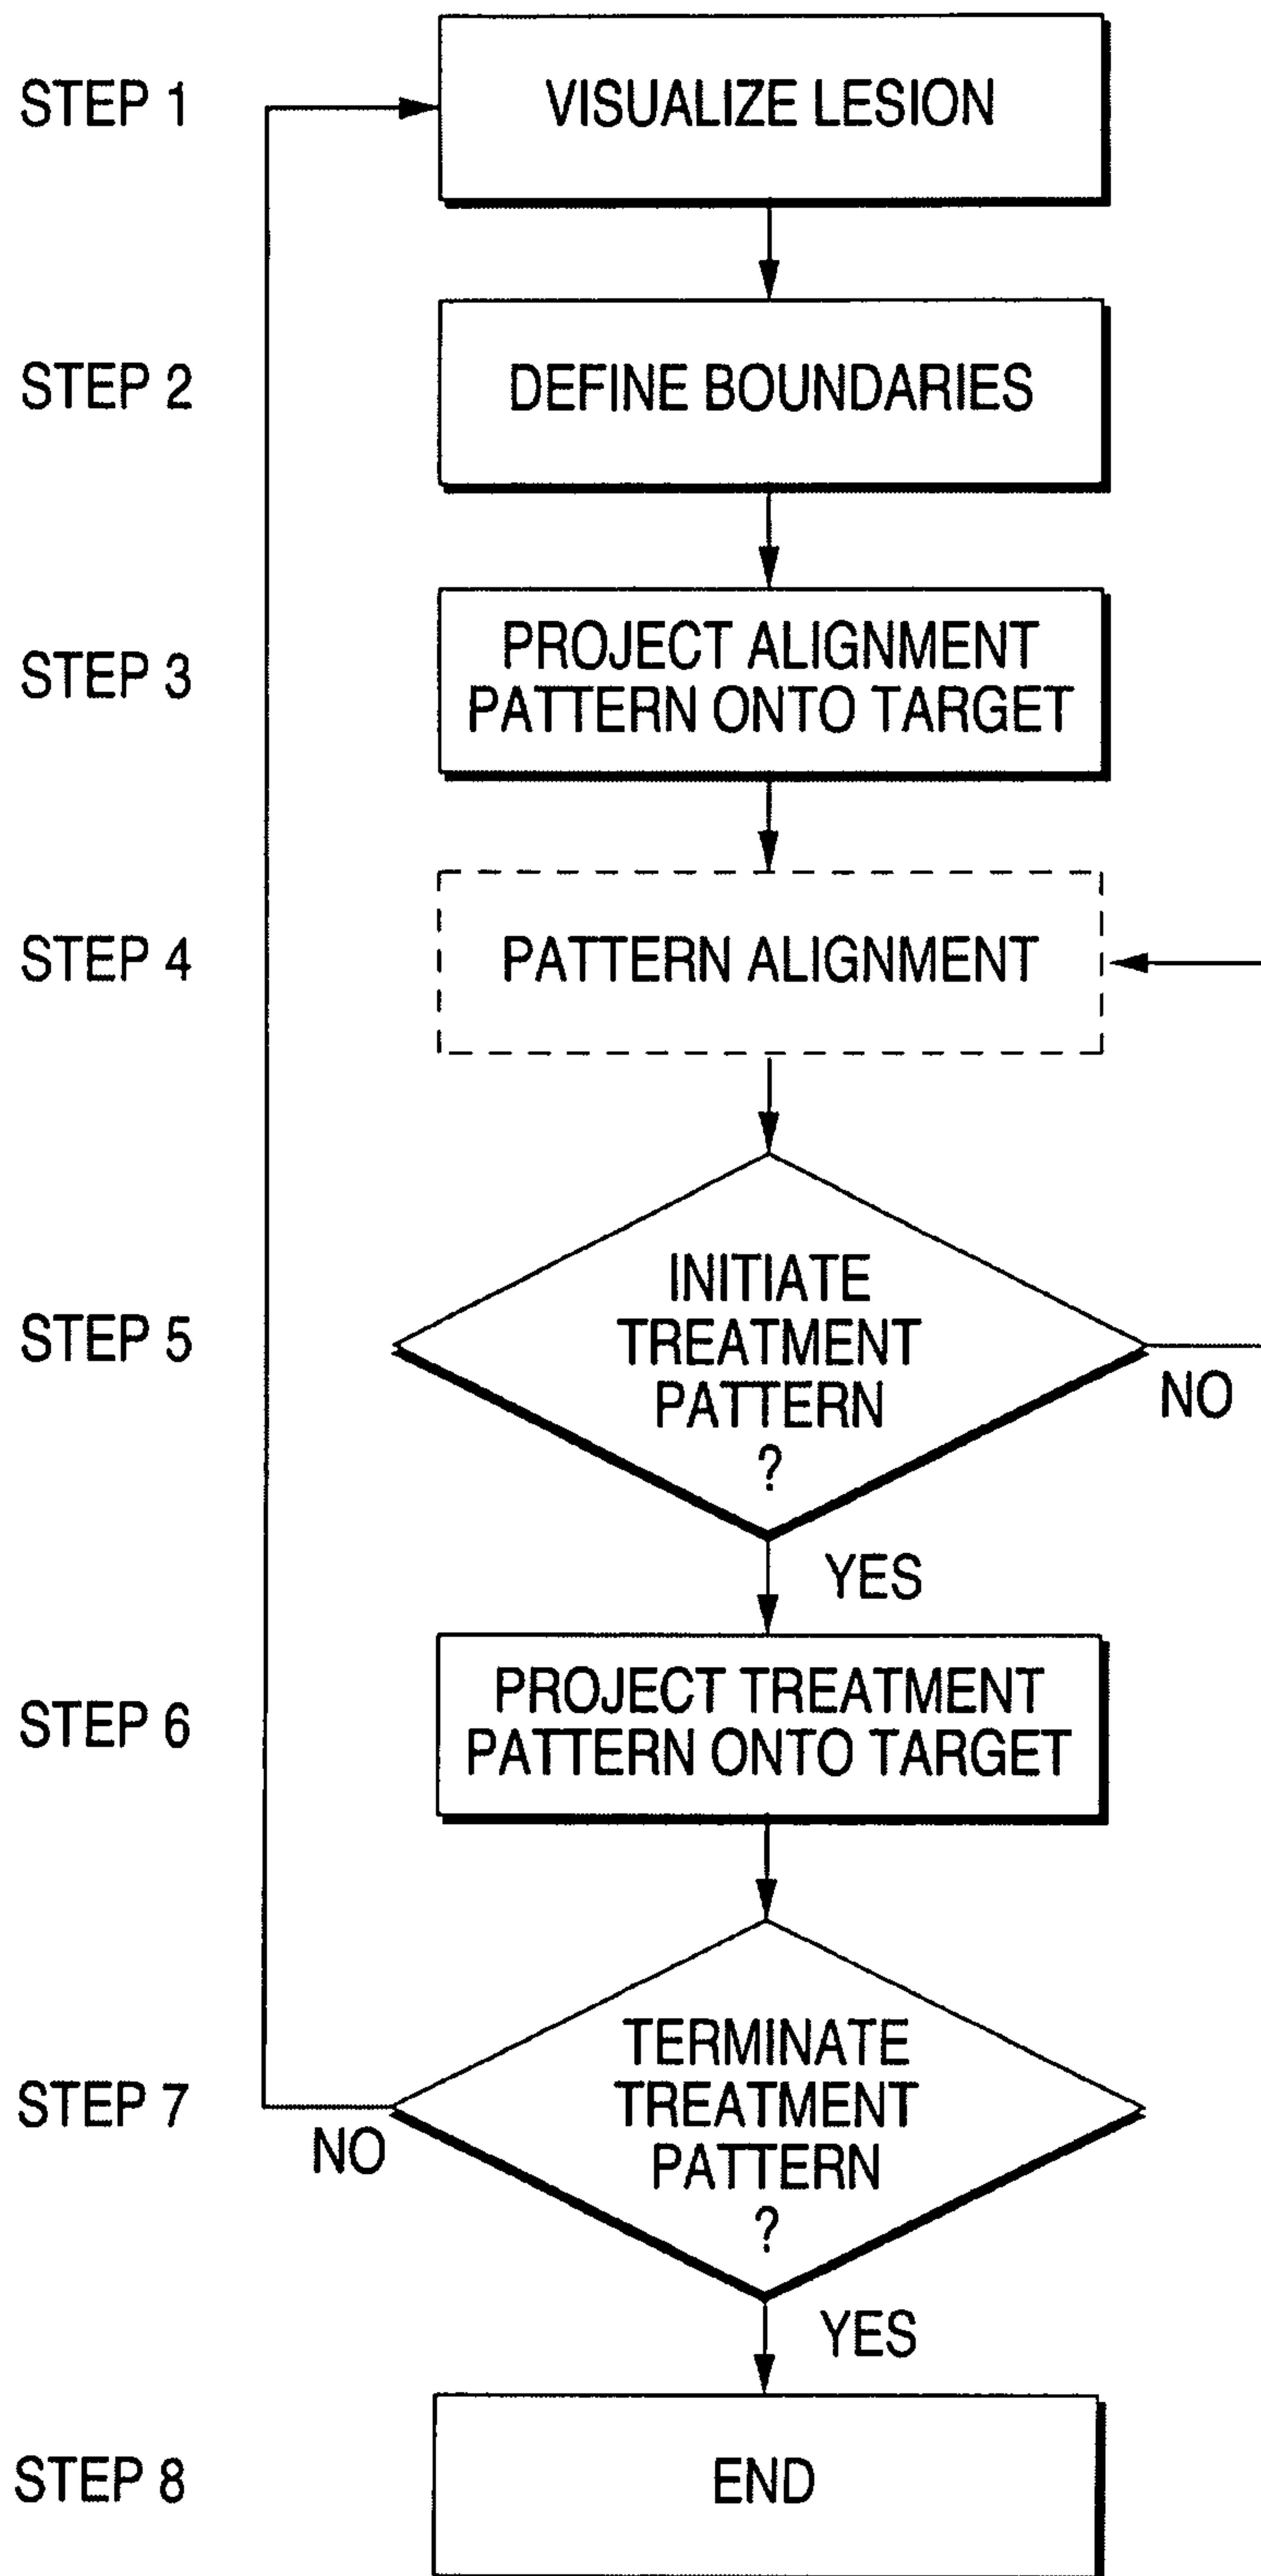 STEP 1
VISUALIZE LESION
STEP 2
DEFINE BOUNDARIES
STEP 3
PROJECT ALIGNMENT
PATTERN ONTO TARGET
STEP 4
PATTERN ALIGNMENT
STEP 5
INITIATE
TREATMENT
PATTERN
?
NO
YES
STEP 6
PROJECT TREATMENT
PATTERN ONTO TARGET
STEP 7
TERMINATE
TREATMENT
PATTERN
?
NO
YES
STEP 8
END